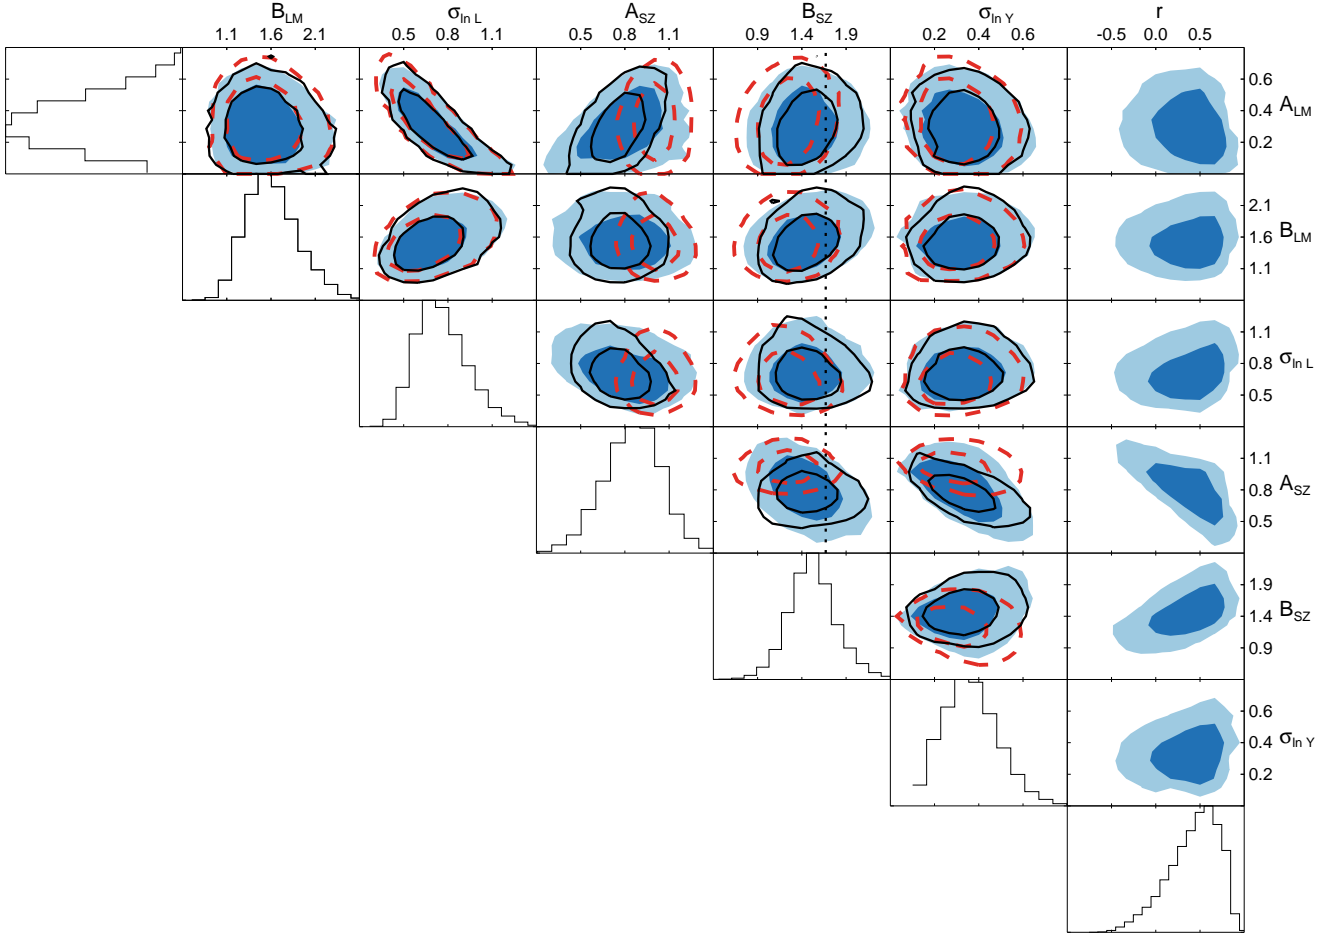 B_LM σ_ln L A_SZ B_SZ σ_ln Y r
1.1 1.6 2.1 0.5 0.8 1.1 0.5 0.8 1.1 0.9 1.4 1.9 0.2 0.4 0.6 -0.5 0.0 0.5
0.6
0.4 A_LM
0.2
2.1
1.6 B_LM
1.1
1.1
0.8 σ_ln L
0.5
1.1
0.8 A_SZ
0.5
1.9
1.4 B_SZ
0.9
0.6
0.4 σ_ln Y
0.2